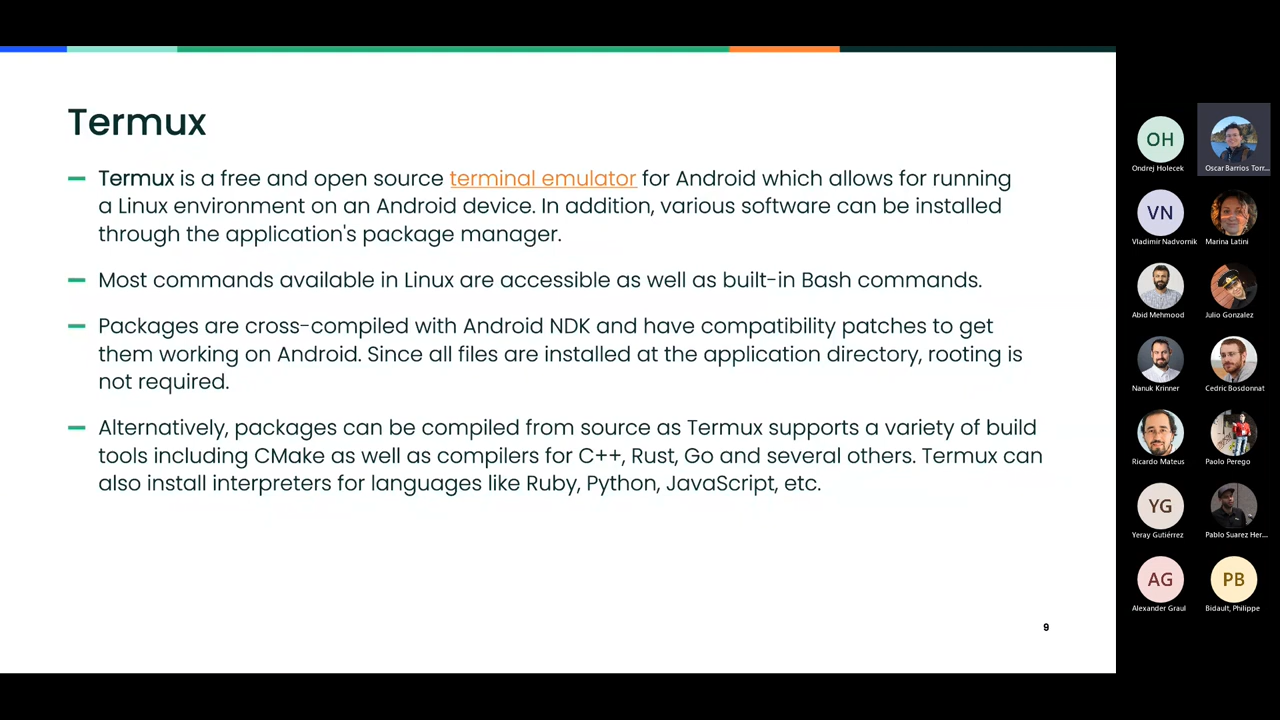 Termux
Termux is a free and open source terminal emulator for Android which allows for running
a Linux environment on an Android device. In addition, various software can be installed
through the application's package manager.
Most commands available in Linux are accessible as well as built-in Bash commands.
Packages are cross-compiled with Android NDK and have compatibility patches to get
them working on Android. Since all files are installed at the application directory, rooting is
not required.
Alternatively, packages can be compiled from source as Termux supports a variety of build
tools including CMake as well as compilers for C++, Rust, Go and several others. Termux can
also install interpreters for languages like Ruby, Python, JavaScript, etc.
9
OH
Ondrej Holecek
Oscar Barrios Torr...
VN
Vladimir Nadvornik
Marina Latini
Abid Mehmood
Julio Gonzalez
Nanuk Krinner
Cedric Bosdonnat
Ricardo Mateus
Paolo Perego
YG
Yeray Gutiérrez
Pablo Suarez Her...
AG
Alexander Graul
PB
Bidault, Philippe